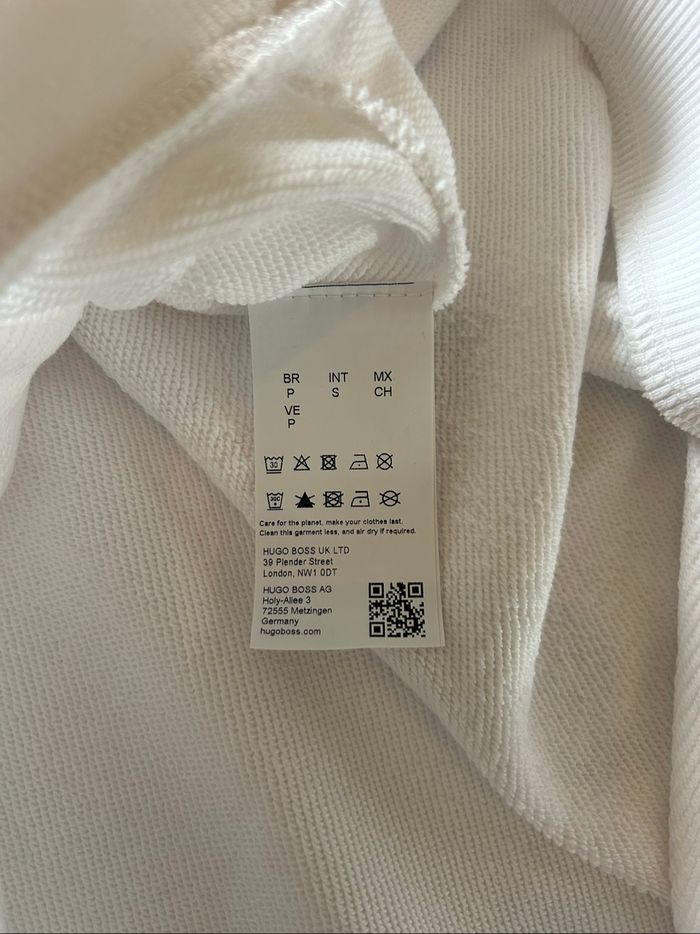 BR INT MX
P S CH
VE
P
30
30C
Care for the planet, make your clothes last.
Clean this garment less, and air dry if required.
HUGO BOSS UK LTD
39 Plender Street
London, NW1 0DT
HUGO BOSS AG
Holy-Allee 3
72555 Metzingen
Germany
hugoboss.com